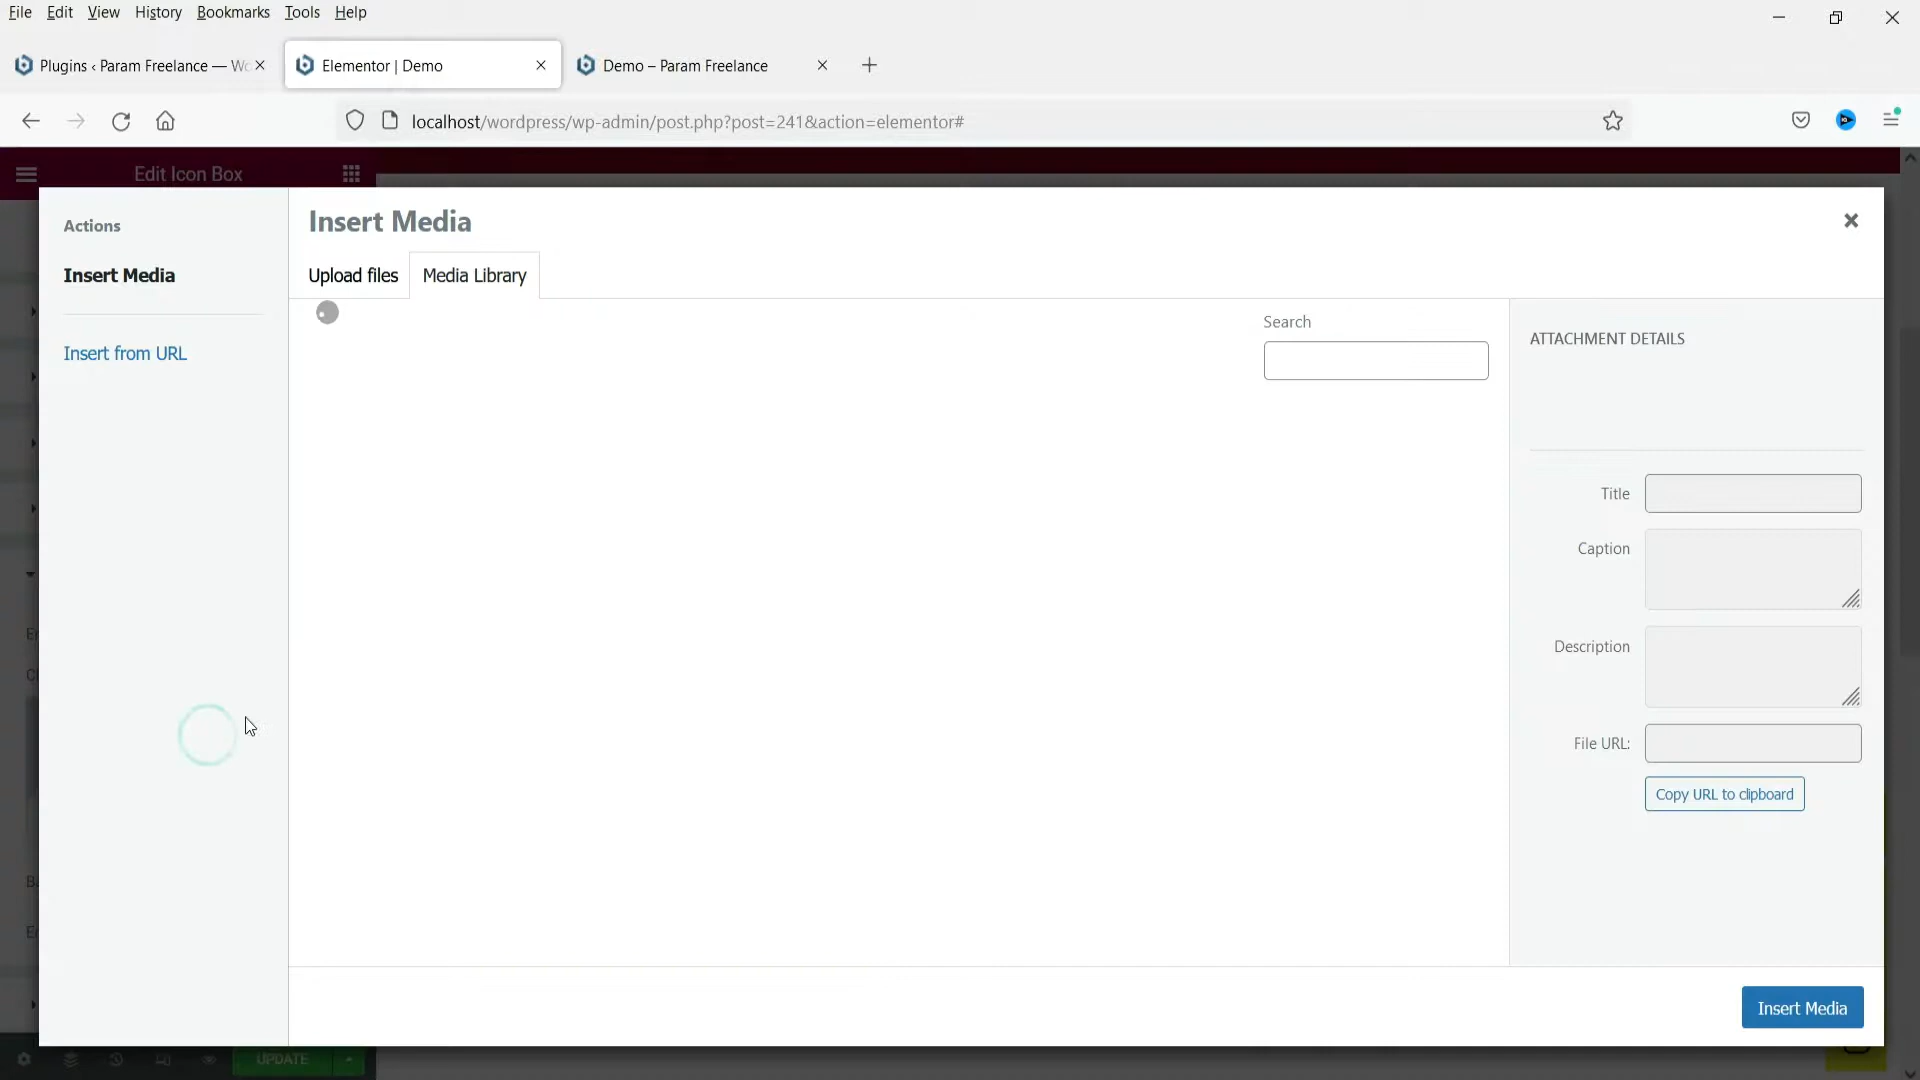 File Edit View History Bookmarks Tools Help
Plugins ‹ Param Freelance — Wo
Elementor | Demo
Demo – Param Freelance
localhost/wordpress/wp-admin/post.php?post=241&action=elementor#
Edit Icon Box
Actions
Insert Media
Insert from URL
Insert Media
Upload files
Media Library
Search
ATTACHMENT DETAILS
Title
Caption
Description
File URL:
Copy URL to clipboard
Insert Media
UPDATE